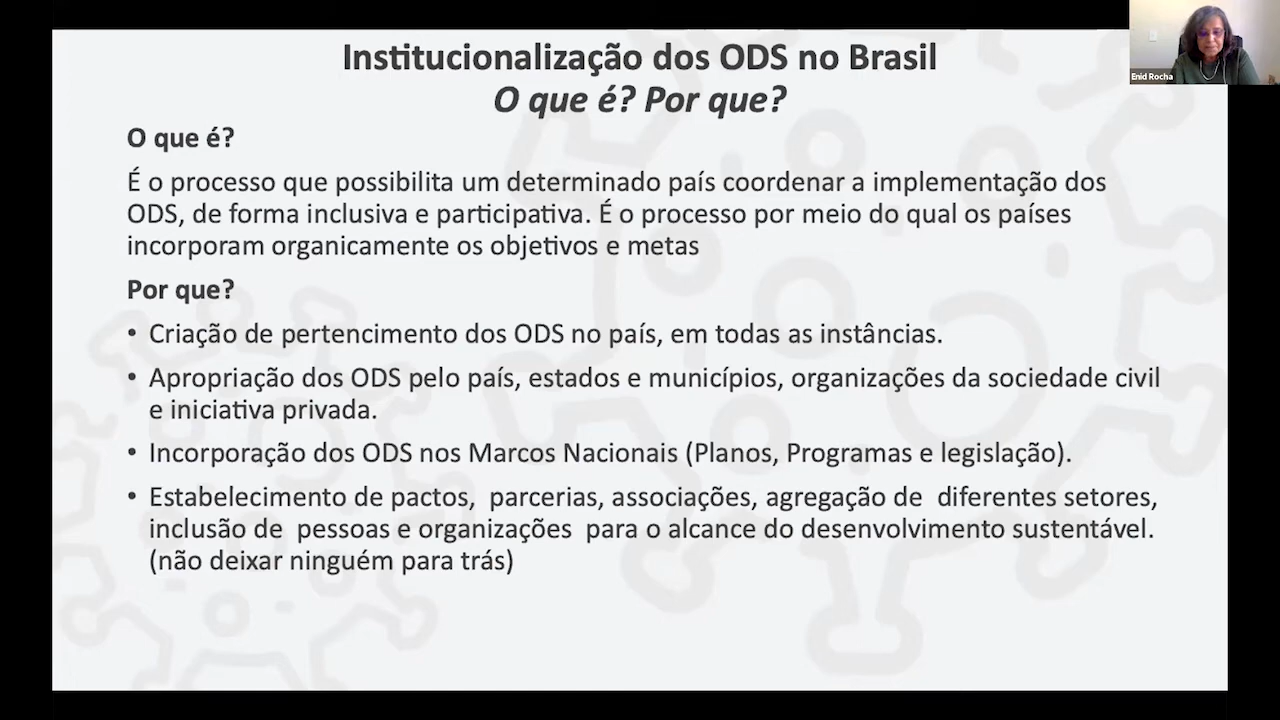 Institucionalização dos ODS no Brasil
O que é? Por que?
Enid Rocha
O que é?
É o processo que possibilita um determinado país coordenar a implementação dos
ODS, de forma inclusiva e participativa. É o processo por meio do qual os países
incorporam organicamente os objetivos e metas
Por que?
• Criação de pertencimento dos ODS no país, em todas as instâncias.
• Apropriação dos ODS pelo país, estados e municípios, organizações da sociedade civil
e iniciativa privada.
• Incorporação dos ODS nos Marcos Nacionais (Planos, Programas e legislação).
• Estabelecimento de pactos, parcerias, associações, agregação de diferentes setores,
inclusão de pessoas e organizações para o alcance do desenvolvimento sustentável.
(não deixar ninguém para trás)